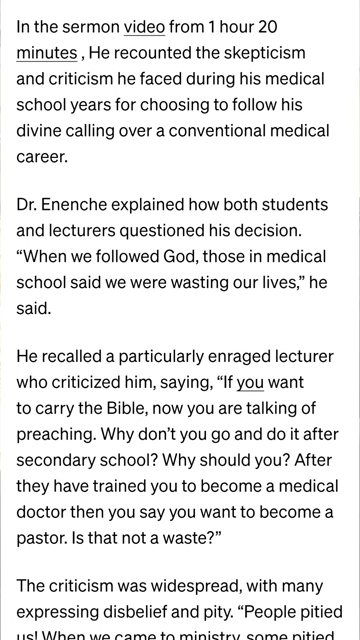 In the sermon video from 1 hour 20
minutes , He recounted the skepticism
and criticism he faced during his medical
school years for choosing to follow his
divine calling over a conventional medical
career.
Dr. Enenche explained how both students
and lecturers questioned his decision.
“When we followed God, those in medical
school said we were wasting our lives,” he
said.
He recalled a particularly enraged lecturer
who criticized him, saying, “If you want
to carry the Bible, now you are talking of
preaching. Why don’t you go and do it after
secondary school? Why should you? After
they have trained you to become a medical
doctor then you say you want to become a
pastor. Is that not a waste?”
The criticism was widespread, with many
expressing disbelief and pity. “People pitied
us! When we came to ministry, some pitied